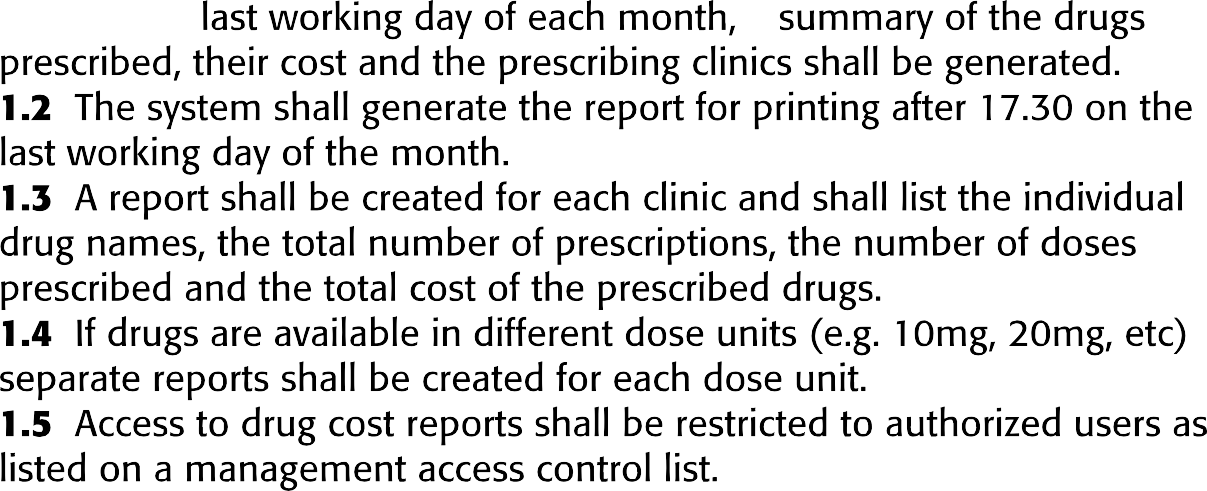 last working day of each month, summary of the drugs
prescribed, their cost and the prescribing clinics shall be generated.
1.2 The system shall generate the report for printing after 17.30 on the
last working day of the month.
1.3 A report shall be created for each clinic and shall list the individual
drug names, the total number of prescriptions, the number of doses
prescribed and the total cost of the prescribed drugs.
1.4 If drugs are available in different dose units (e.g. 10mg, 20mg, etc)
separate reports shall be created for each dose unit.
1.5 Access to drug cost reports shall be restricted to authorized users as
listed on a management access control list.